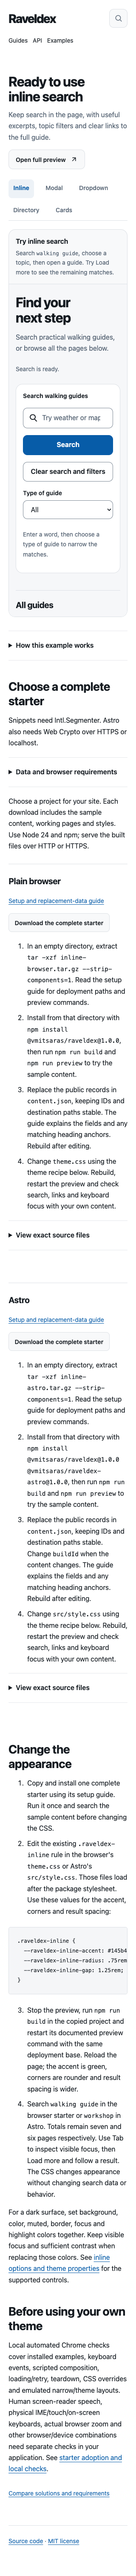 Raveldex
Guides API Examples
Ready to use
inline search
Keep search in the page, with useful
excerpts, topic filters and clear links to
the full guide.
Open full preview
Inline Modal Dropdown
Directory Cards
Try inline search
Search walking guide, choose a
topic, then open a guide. Try Load
more to see the remaining matches.
Find your
next step
Search practical walking guides,
or browse all the pages below.
Search is ready.
Search walking guides
Try weather or map
Search
Clear search and filters
Type of guide
All
Enter a word, then choose a
type of guide to narrow the
matches.
All guides
How this example works
Choose a complete
starter
Snippets need Intl.Segmenter. Astro
also needs Web Crypto over HTTPS or
localhost.
Data and browser requirements
Choose a project for your site. Each
download includes the sample
content, working pages and styles.
Use Node 24 and npm; serve the built
files over HTTP or HTTPS.
Plain browser
Setup and replacement-data guide
Download the complete starter
1. In an empty directory, extract
tar -xzf inline-
browser.tar.gz --strip-
components=1. Read the setup
guide for deployment paths and
preview commands.
2. Install from that directory with
npm install
@vmitsaras/raveldex@1.0.0,
then run npm run build and
npm run preview to try the
sample content.
3. Replace the public records in
content.json, keeping IDs and
destination paths stable. The
guide explains the fields and any
matching heading anchors.
Rebuild after editing.
4. Change theme.css using the
theme recipe below. Rebuild,
restart the preview and check
search, links and keyboard
focus with your own content.
View exact source files
Astro
Setup and replacement-data guide
Download the complete starter
1. In an empty directory, extract
tar -xzf inline-
astro.tar.gz --strip-
components=1. Read the setup
guide for deployment paths and
preview commands.
2. Install from that directory with
npm install
@vmitsaras/raveldex@1.0.0
@vmitsaras/raveldex-
astro@1.0.0, then run npm run
build and npm run preview to
try the sample content.
3. Replace the public records in
content.json, keeping IDs and
destination paths stable.
Change buildId when the
content changes. The guide
explains the fields and any
matching heading anchors.
Rebuild after editing.
4. Change src/style.css using
the theme recipe below. Rebuild,
restart the preview and check
search, links and keyboard
focus with your own content.
View exact source files
Change the
appearance
1. Copy and install one complete
starter using its setup guide.
Run it once and search the
sample content before changing
the CSS.
2. Edit the existing .raveldex-
inline rule in the browser's
theme.css or Astro's
src/style.css. Those files load
after the package stylesheet.
Use these values for the accent,
corners and result spacing:
.raveldex-inline {
--raveldex-inline-accent: #145b4
--raveldex-inline-radius: .75rem
--raveldex-inline-gap: 1.25rem;
}
3. Stop the preview, run npm run
build in the copied project and
restart its documented preview
command with the same
deployment base. Reload the
page; the accent is green,
corners are rounder and result
spacing is wider.
4. Search walking guide in the
browser starter or workshop in
Astro. Totals remain seven and
six pages respectively. Use Tab
to inspect visible focus, then
Load more and follow a result.
The CSS changes appearance
without changing search data or
behavior.
For a dark surface, set background,
color, muted, border, focus and
highlight colors together. Keep visible
focus and sufficient contrast when
replacing those colors. See inline
options and theme properties for the
supported controls.
Before using your own
theme
Local automated Chrome checks
cover installed examples, keyboard
events, scripted composition,
loading/retry, teardown, CSS overrides
and emulated narrow/theme layouts.
Human screen-reader speech,
physical IME/touch/on-screen
keyboards, actual browser zoom and
other browser/device combinations
need separate checks in your
application. See starter adoption and
local checks.
Compare solutions and requirements
Source code · MIT license